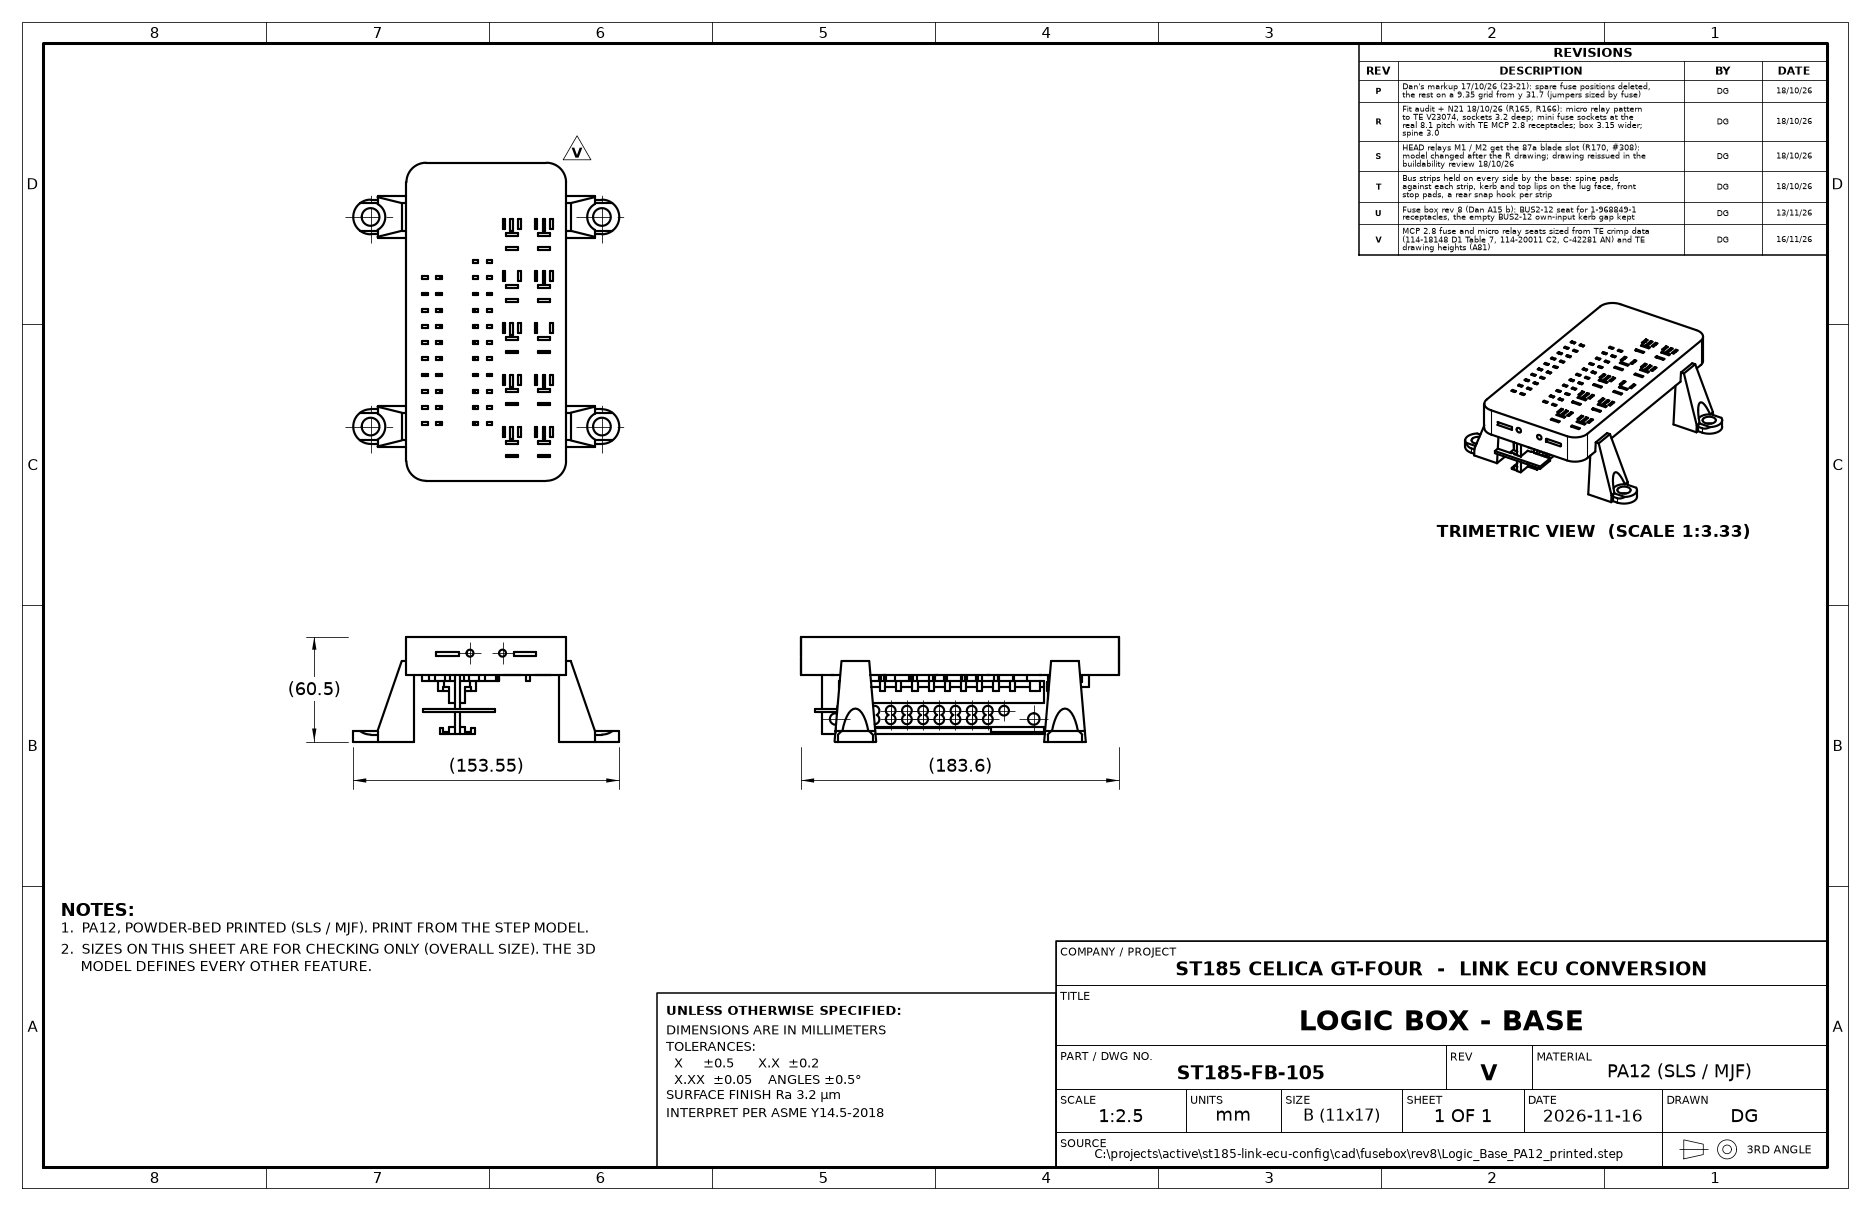 8 7 6 5 4 3 2 1
REVISIONS
REV DESCRIPTION BY DATE
P Dan's markup 17/10/26 (23-21): spare fuse positions deleted, DG 18/10/26
the rest on a 9.35 grid from y 31.7 (jumpers sized by fuse)
R Fit audit + N21 18/10/26 (R165, R166): micro relay pattern DG 18/10/26
to TE V23074, sockets 3.2 deep; mini fuse sockets at the
real 8.1 pitch with TE MCP 2.8 receptacles; box 3.15 wider;
spine 3.0
S HEAD relays M1 / M2 get the 87a blade slot (R170, #308); DG 18/10/26
model changed after the R drawing; drawing reissued in the
buildability review 18/10/26
T Bus strips held on every side by the base: spine pads DG 18/10/26
against each strip, kerb and top lips on the lug face, front
stop pads, a rear snap hook per strip
U Fuse box rev 8 (Dan A15 b): BUS2-12 seat for 1-968849-1 DG 13/11/26
receptacles, the empty BUS2-12 own-input kerb gap kept
V MCP 2.8 fuse and micro relay seats sized from TE crimp data DG 16/11/26
(114-18148 D1 Table 7, 114-20011 C2, C-42281 AN) and TE
drawing heights (A81)
V
D D
C C
TRIMETRIC VIEW (SCALE 1:3.33)
(60.5)
(153.55) (183.6)
B B
NOTES:
1. PA12, POWDER-BED PRINTED (SLS / MJF). PRINT FROM THE STEP MODEL.
2. SIZES ON THIS SHEET ARE FOR CHECKING ONLY (OVERALL SIZE). THE 3D
MODEL DEFINES EVERY OTHER FEATURE.
A A
UNLESS OTHERWISE SPECIFIED:
DIMENSIONS ARE IN MILLIMETERS
TOLERANCES:
X ±0.5 X.X ±0.2
X.XX ±0.05 ANGLES ±0.5°
SURFACE FINISH Ra 3.2 µm
INTERPRET PER ASME Y14.5-2018
COMPANY / PROJECT
ST185 CELICA GT-FOUR - LINK ECU CONVERSION
TITLE
LOGIC BOX - BASE
PART / DWG NO. REV MATERIAL
ST185-FB-105 V PA12 (SLS / MJF)
SCALE UNITS SIZE SHEET DATE DRAWN
1:2.5 mm B (11x17) 1 OF 1 2026-11-16 DG
SOURCE
C:\projects\active\st185-link-ecu-config\cad\fusebox\rev8\Logic_Base_PA12_printed.step
3RD ANGLE
8 7 6 5 4 3 2 1